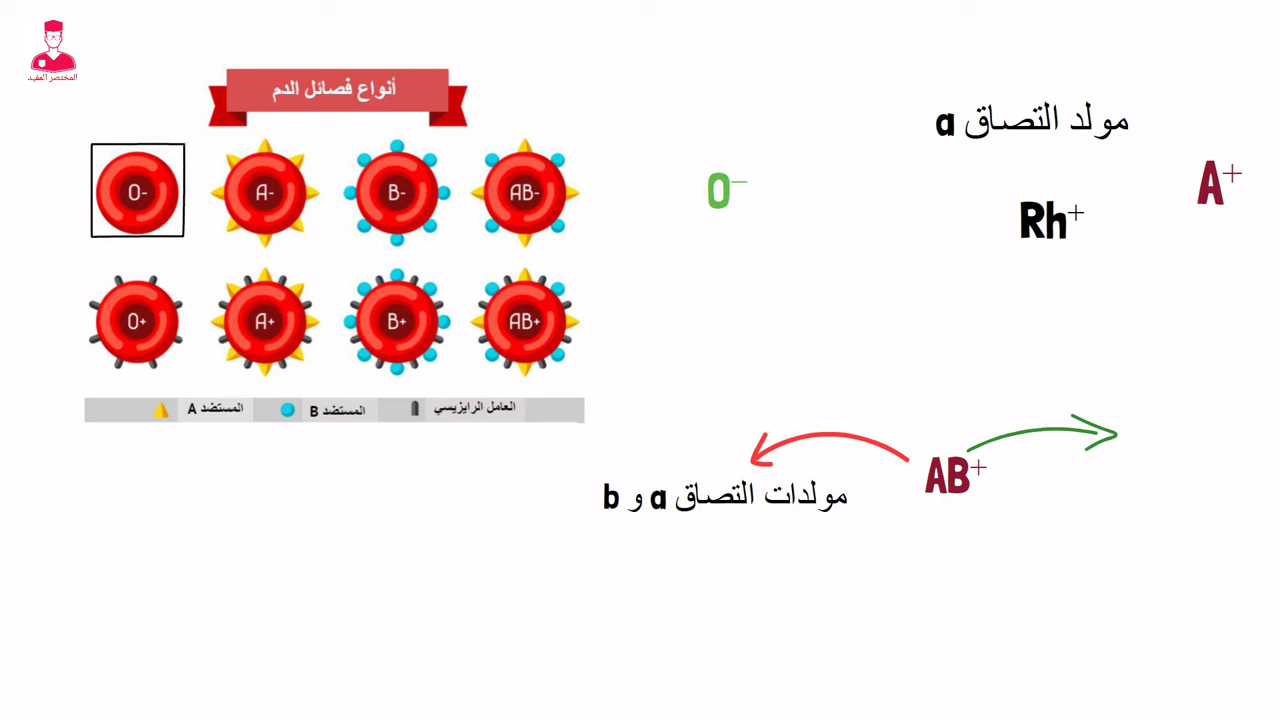 المختصر المفيد
أنواع فصائل الدم
O-
A-
B-
AB-
O+
A+
B+
AB+
المستضد A
المستضد B
العامل الرايزيسي
مولد التصاق a
O−
Rh+
A+
AB+
مولدات التصاق a و b